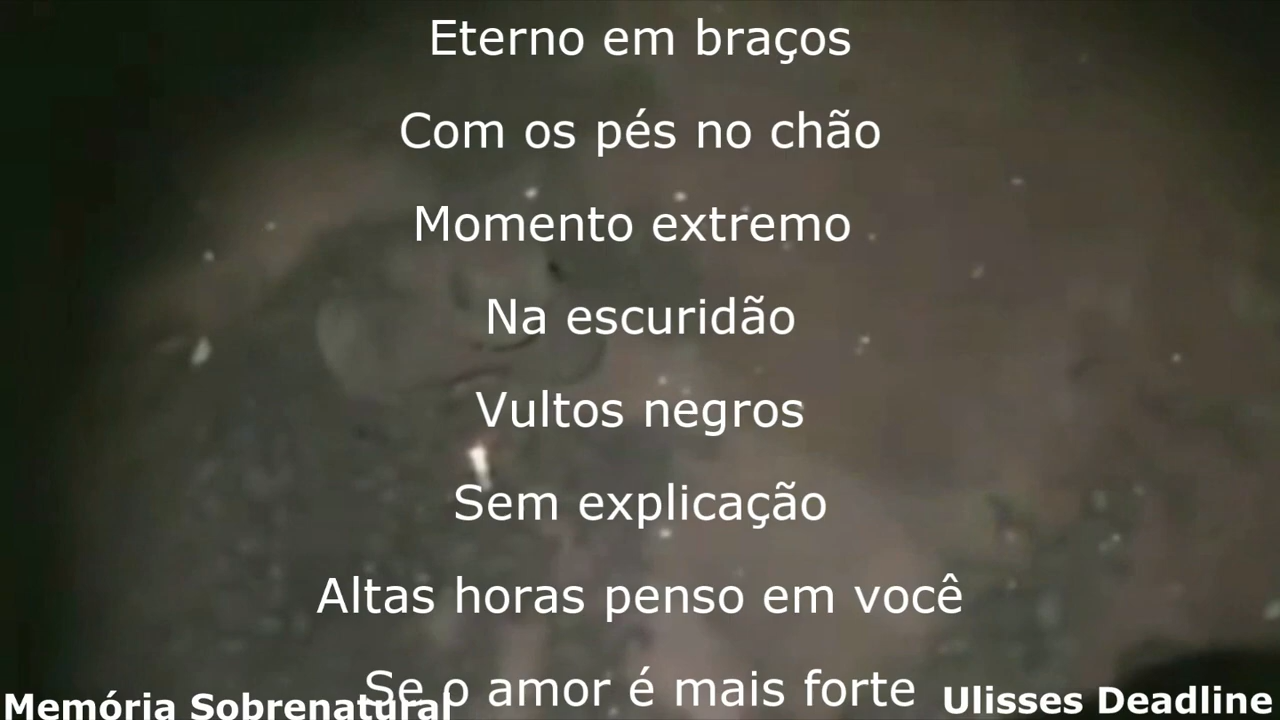 Eterno em braços
Com os pés no chão
Momento extremo
Na escuridão
Vultos negros
Sem explicação
Altas horas penso em você
Se o amor é mais forte
Memória Sobrenatural
Ulisses Deadline